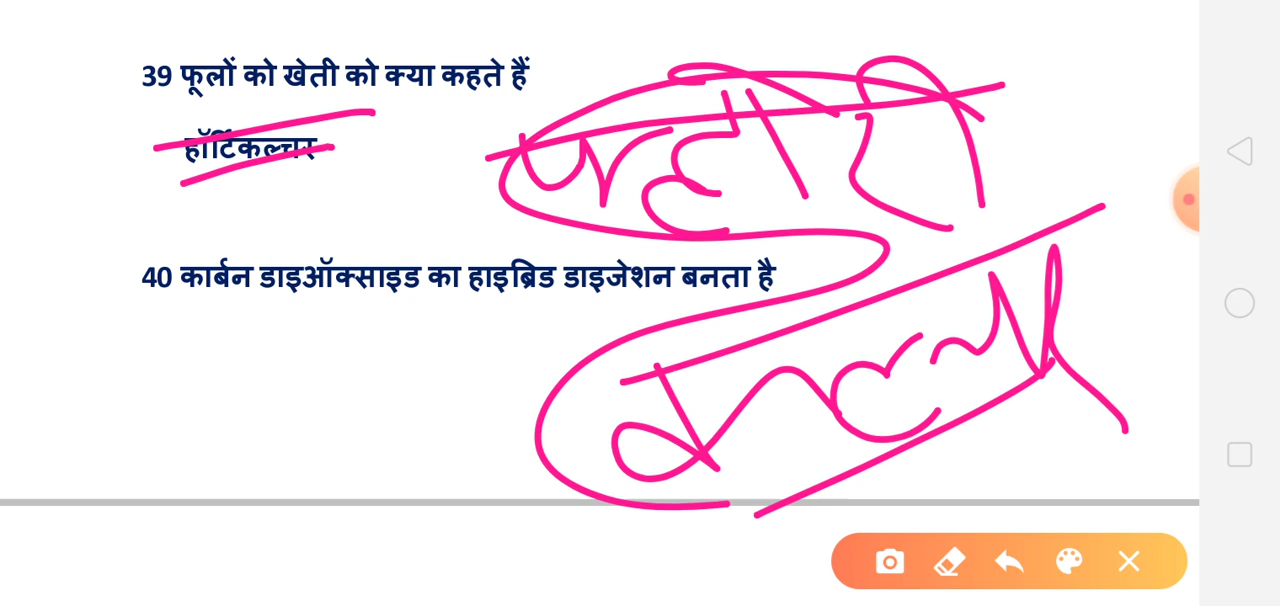 39 फूलों को खेती को क्या कहते हैं
हॉर्टिकल्चर
40 कार्बन डाइऑक्साइड का हाइब्रिड डाइजेशन बनता है